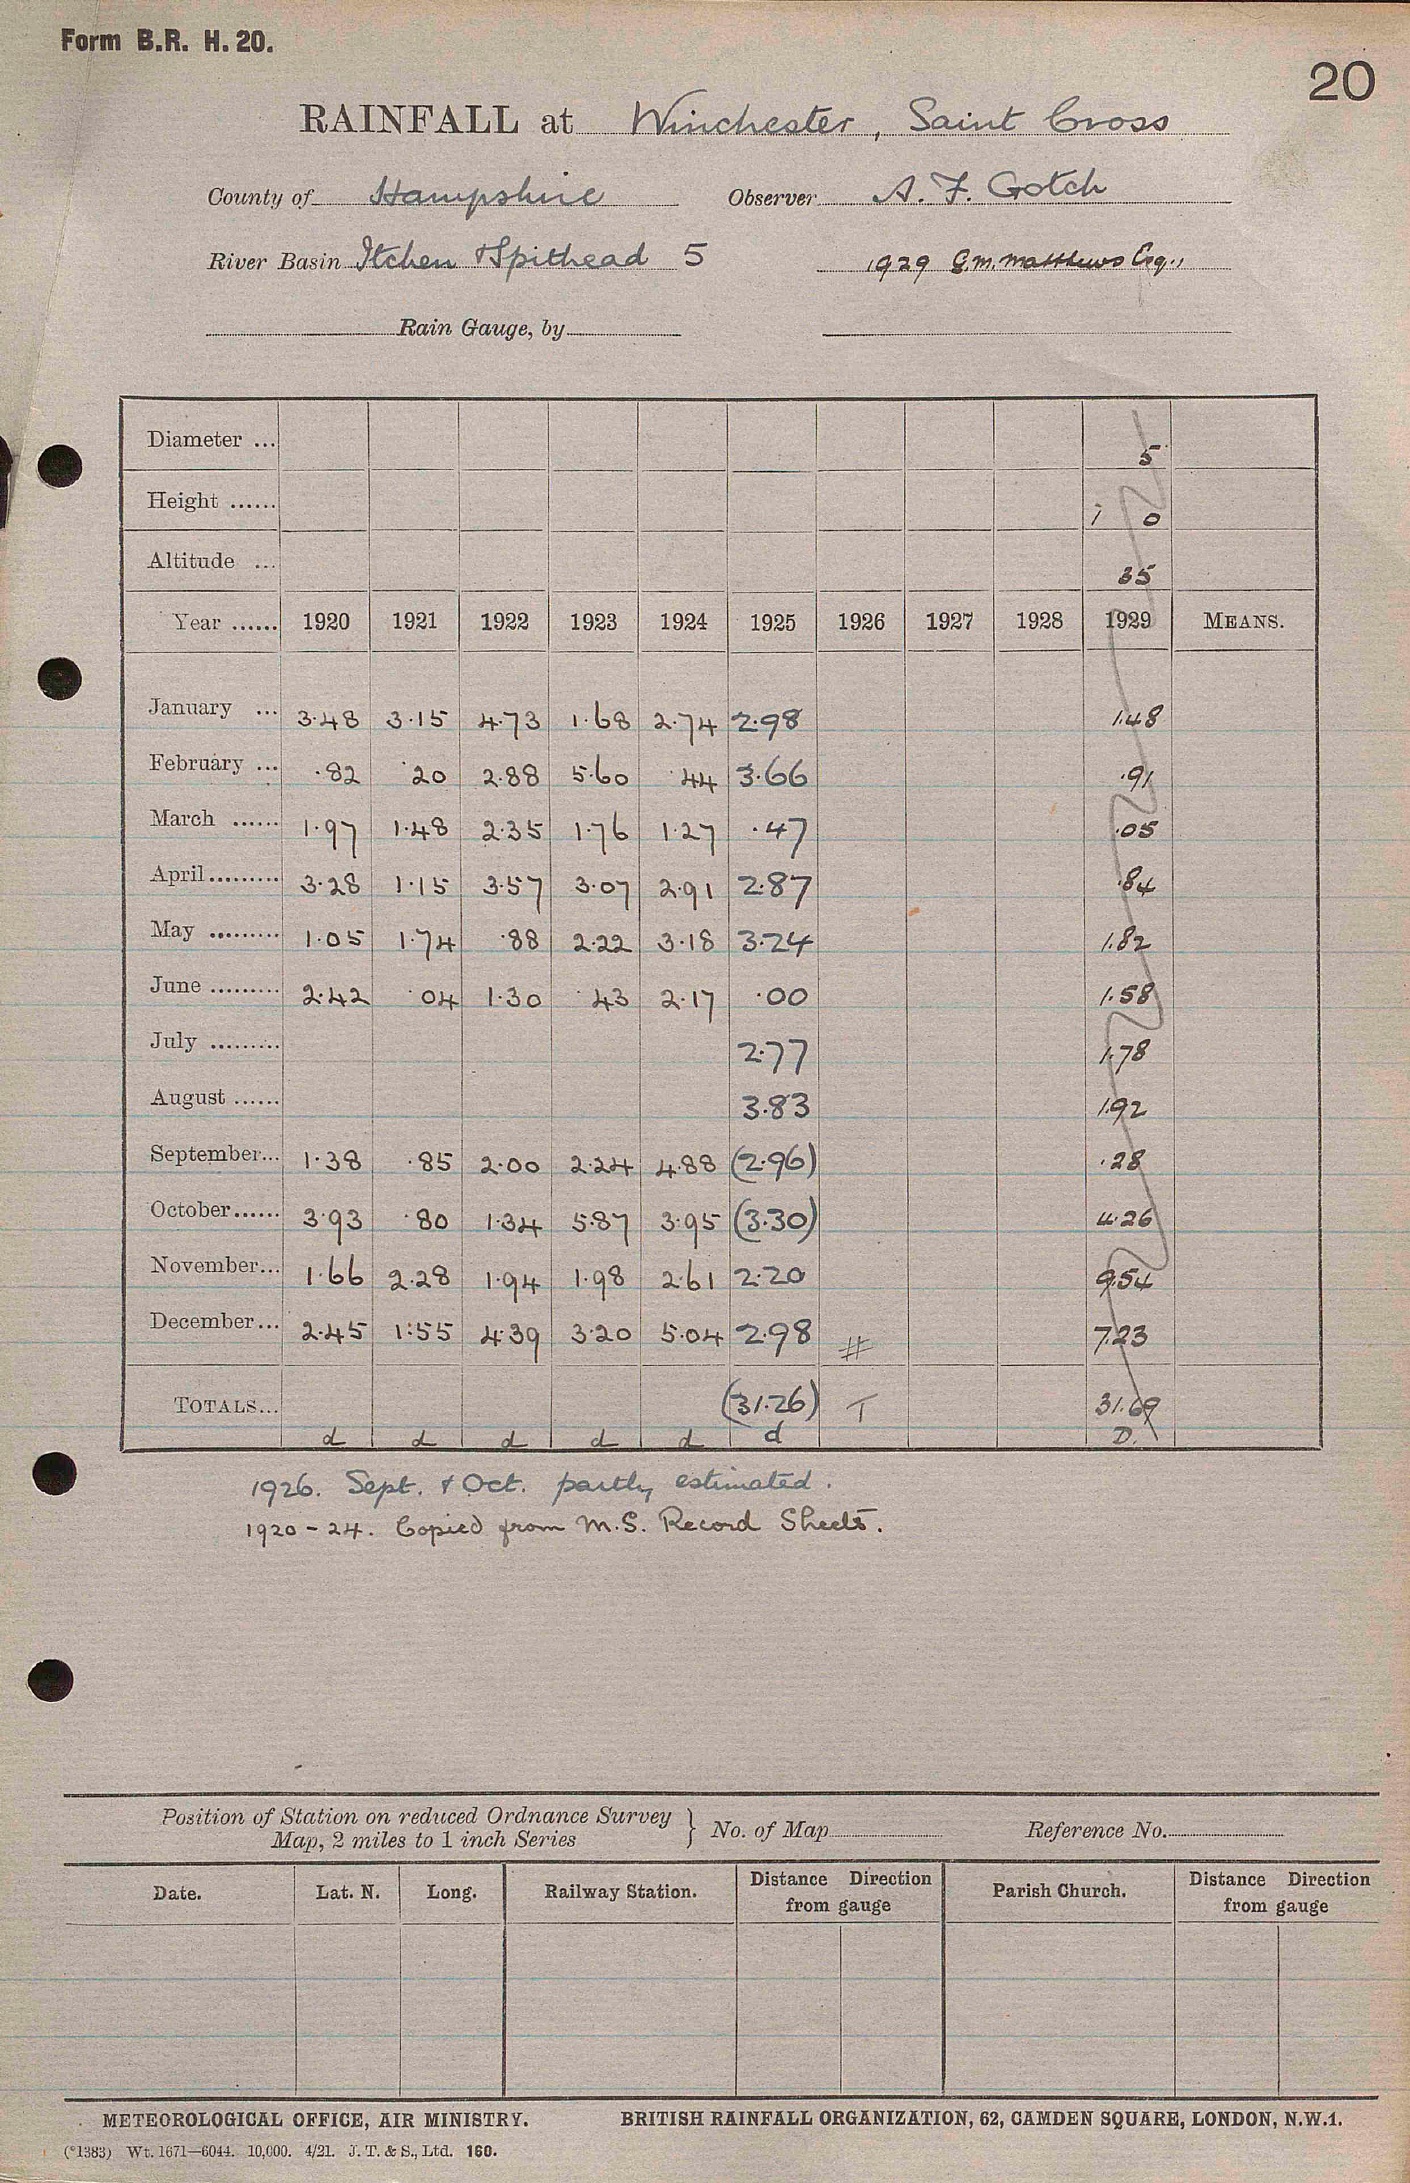 Form B.R. H. 20.
20
RAINFALL at Winchester, Saint Cross
County of Hampshire Observer A. F. Gotch
River Basin Itchen & Spithead 5 1929 G.M. Matthews Esq.,
Rain Gauge, by
Diameter ... 5
Height ...... 1 0
Altitude ... 35
Year ...... 1920 1921 1922 1923 1924 1925 1926 1927 1928 1929 MEANS.
January ... 3.48 3.15 4.73 1.68 2.74 2.98 1.48
February ... .82 .20 2.88 5.60 .44 3.66 .91
March ...... 1.97 1.48 2.35 1.76 1.27 .47 .05
April......... 3.28 1.15 3.57 3.07 2.91 2.87 .84
May ......... 1.05 1.74 .88 2.22 3.18 3.24 1.82
June ......... 2.42 .04 1.30 .43 2.17 .00 1.58
July ......... 2.77 1.78
August ...... 3.83 1.92
September... 1.38 .85 2.00 2.24 4.88 (2.96) .28
October...... 3.93 .80 1.34 5.87 3.95 (3.30) 4.26
November... 1.66 2.28 1.94 1.98 2.61 2.20 9.54
December... 2.45 1.55 4.39 3.20 5.04 2.98 # 7.23
TOTALS... (31.26) T 31.69
d d d d d d D.
1926. Sept. & Oct. partly estimated.
1920-24. Copied from M.S. Record Sheets.
Position of Station on reduced Ordnance Survey
Map, 2 miles to 1 inch Series } No. of Map Reference No.
Date. Lat. N. Long. Railway Station. Distance Direction from gauge Parish Church. Distance Direction from gauge
METEOROLOGICAL OFFICE, AIR MINISTRY. BRITISH RAINFALL ORGANIZATION, 62, CAMDEN SQUARE, LONDON, N.W.1.
(*1383) Wt. 1671—6044. 10,000. 4/21. J. T. & S., Ltd. 160.